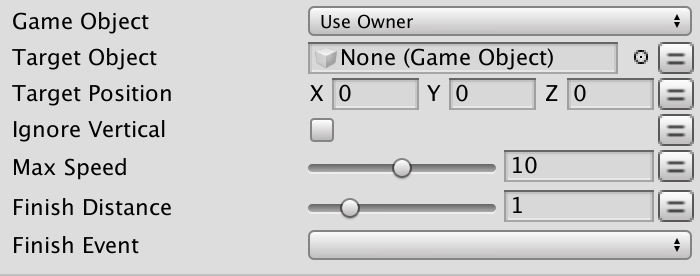 Game Object Use Owner
Target Object None (Game Object)
Target Position X 0 Y 0 Z 0
Ignore Vertical
Max Speed 10
Finish Distance 1
Finish Event